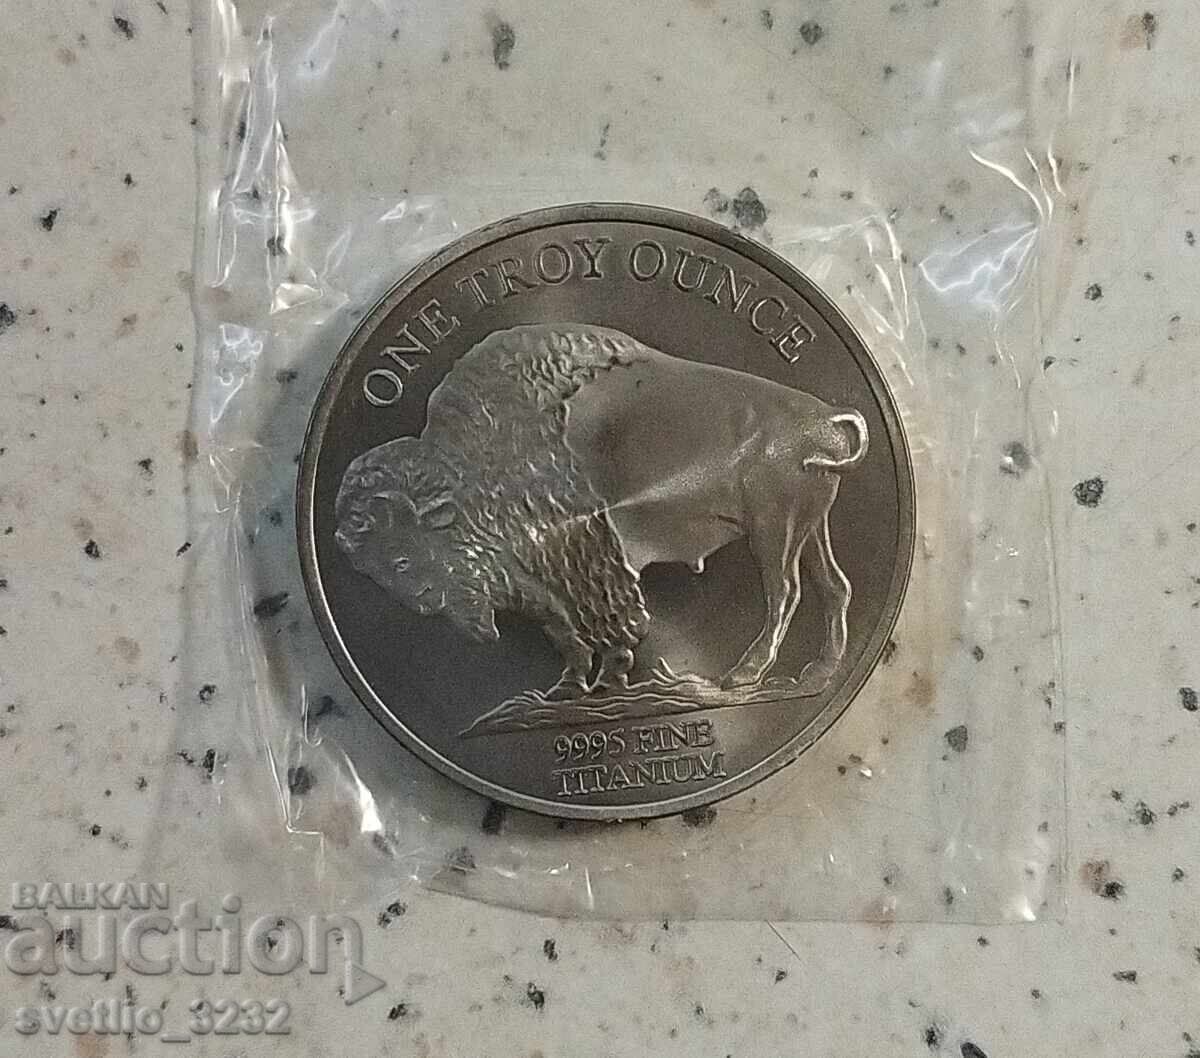 ONE TROY OUNCE
9995 FINE
TITANIUM
BALKAN
auction
svetlio_3232